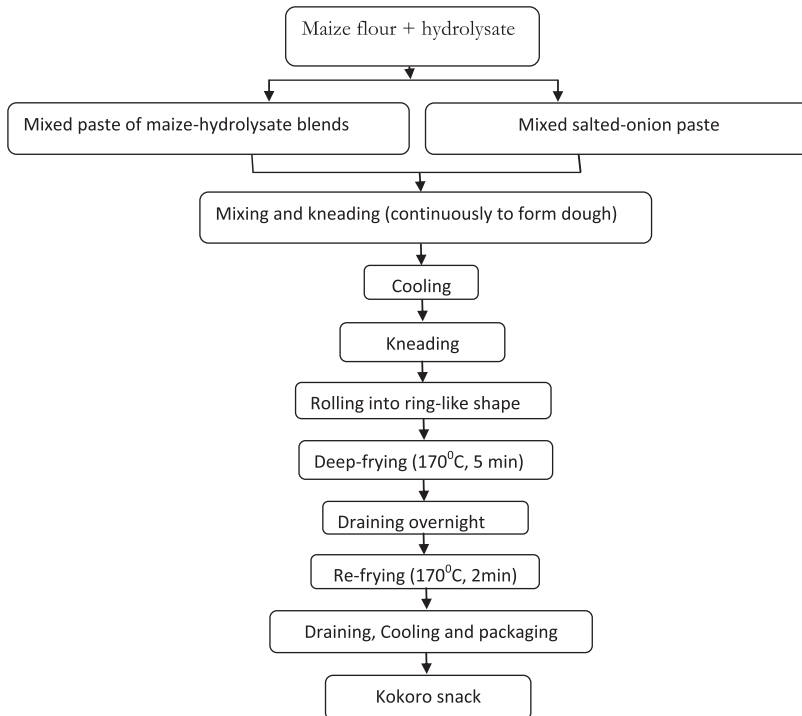 Maize flour + hydrolysate
Mixed paste of maize-hydrolysate blends
Mixed salted-onion paste
Mixing and kneading (continuously to form dough)
Cooling
Kneading
Rolling into ring-like shape
Deep-frying (170⁰C, 5 min)
Draining overnight
Re-frying (170⁰C, 2min)
Draining, Cooling and packaging
Kokoro snack